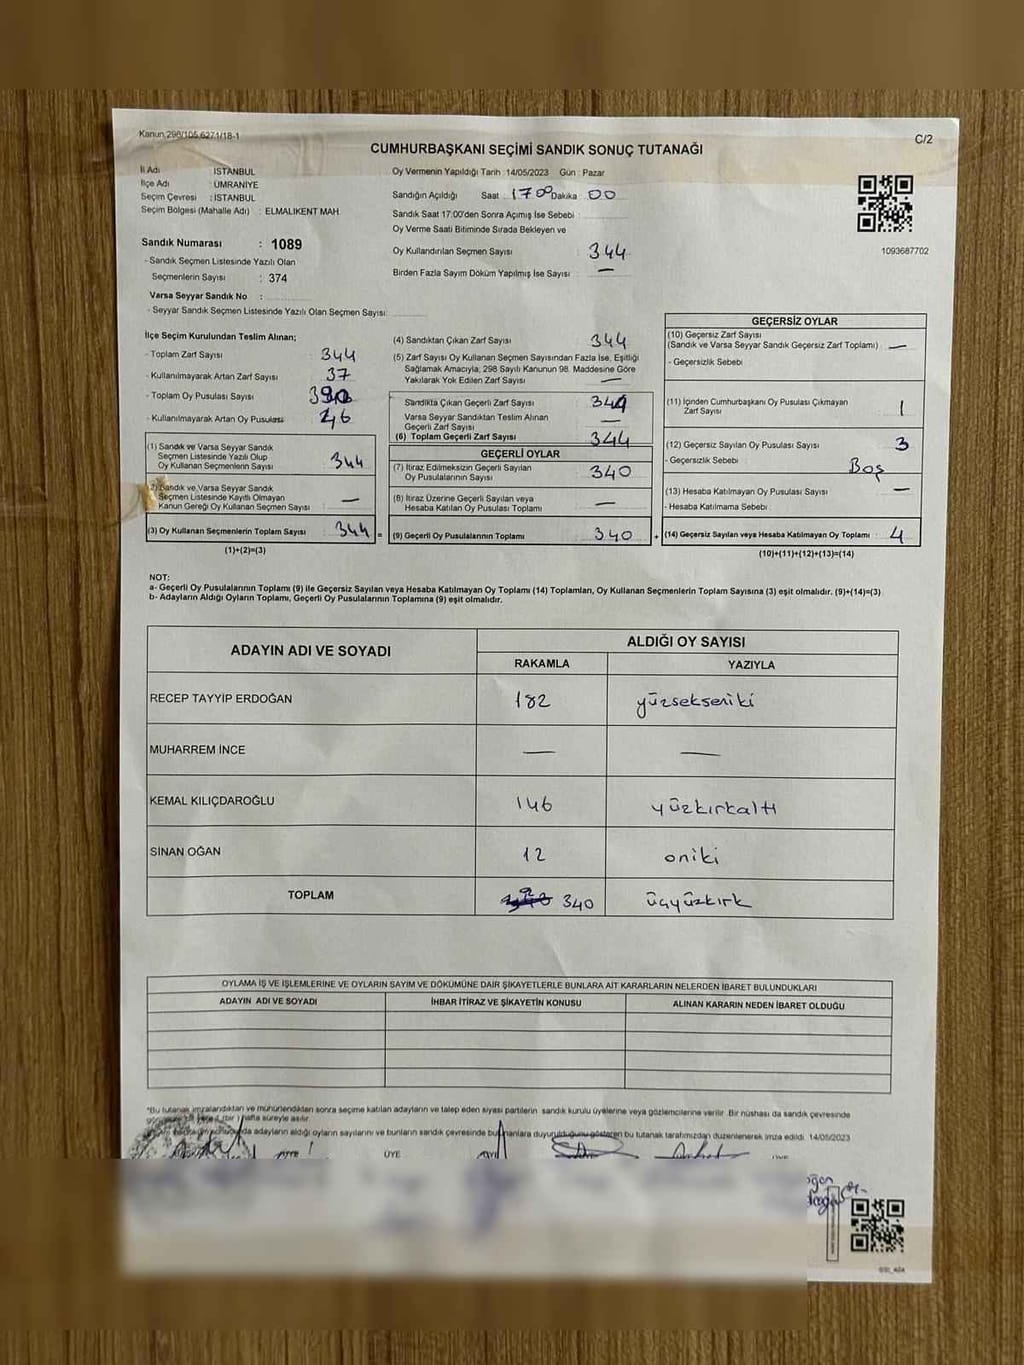 Kanun 298/105,6271/18-1
C/2
CUMHURBAŞKANI SEÇİMİ SANDIK SONUÇ TUTANAĞI
İl Adı İSTANBUL
İlçe Adı : ÜMRANİYE
Seçim Çevresi : İSTANBUL
Seçim Bölgesi (Mahalle Adı) : ELMALIKENT MAH.
Sandık Numarası : 1089
- Sandık Seçmen Listesinde Yazılı Olan
Seçmenlerin Sayısı : 374
Varsa Seyyar Sandık No :
- Seyyar Sandık Seçmen Listesinde Yazılı Olan Seçmen Sayısı:
Oy Vermenin Yapıldığı Tarih : 14/05/2023 Gün : Pazar
Sandığın Açıldığı Saat 17 00 Dakika 00
Sandık Saat 17.00'den Sonra Açımış İse Sebebi :
Oy Verme Saati Bitiminde Sırada Bekleyen ve
Oy Kullandırılan Seçmen Sayısı : 344
Birden Fazla Sayım Döküm Yapılmış İse Sayısı : —
1093687702
İlçe Seçim Kurulundan Teslim Alınan;
- Toplam Zarf Sayısı : 344
- Kullanılmayarak Artan Zarf Sayısı : 37
- Toplam Oy Pusulası Sayısı :
- Kullanılmayarak Artan Oy Pusulası :
(1) Sandık ve Varsa Seyyar Sandık
Seçmen Listesinde Yazılı Olup
Oy Kullanan Seçmenlerin Sayısı : 344
(2) Sandık ve Varsa Seyyar Sandık
Seçmen Listesinde Kayıtlı Olmayan
Kanun Gereği Oy Kullanan Seçmen Sayısı : —
(3) Oy Kullanan Seçmenlerin Toplam Sayısı : 344 =
(1)+(2)=(3)
(4) Sandıktan Çıkan Zarf Sayısı : 344
(5) Zarf Sayısı Oy Kullanan Seçmen Sayısından Fazla İse, Eşitliği
Sağlamak Amacıyla, 298 Sayılı Kanunun 98. Maddesine Göre
Yakılarak Yok Edilen Zarf Sayısı : —
Sandıkta Çıkan Geçerli Zarf Sayısı : 344
Varsa Seyyar Sandıktan Teslim Alınan
Geçerli Zarf Sayısı : —
(6) Toplam Geçerli Zarf Sayısı : 344
GEÇERLİ OYLAR
(7) İtiraz Edilmeksizin Geçerli Sayılan
Oy Pusulalarının Sayısı : 340
(8) İtiraz Üzerine Geçerli Sayılan veya
Hesaba Katılan Oy Pusulası Toplamı : —
(9) Geçerli Oy Pusulalarının Toplamı : 340 +
GEÇERSİZ OYLAR
(10) Geçersiz Zarf Sayısı
(Sandık ve Varsa Seyyar Sandık Geçersiz Zarf Toplamı) : —
- Geçersizlik Sebebi :
(11) İçinden Cumhurbaşkanı Oy Pusulası Çıkmayan
Zarf Sayısı : 1
(12) Geçersiz Sayılan Oy Pusulası Sayısı : 3
- Geçersizlik Sebebi : Boş
(13) Hesaba Katılmayan Oy Pusulası Sayısı : —
- Hesaba Katılmama Sebebi :
(14) Geçersiz Sayılan veya Hesaba Katılmayan Oy Toplamı : 4
(10)+(11)+(12)+(13)=(14)
NOT:
a- Geçerli Oy Pusulalarının Toplamı (9) ile Geçersiz Sayılan veya Hesaba Katılmayan Oy Toplamı (14) Toplamları, Oy Kullanan Seçmenlerin Toplam Sayısına (3) eşit olmalıdır. (9)+(14)=(3)
b- Adayların Aldığı Oyların Toplamı, Geçerli Oy Pusulalarının Toplamına (9) eşit olmalıdır.
ADAYIN ADI VE SOYADI
ALDIĞI OY SAYISI
RAKAMLA YAZIYLA
RECEP TAYYİP ERDOĞAN 182 yüzsekseniki
MUHARREM İNCE — —
KEMAL KILIÇDAROĞLU 146 yüzkırkaltı
SİNAN OĞAN 12 oniki
TOPLAM 340 üçyüzkırk
OYLAMA İŞ VE İŞLEMLERİNE VE OYLARIN SAYIM VE DÖKÜMÜNE DAİR ŞİKAYETLERLE BUNLARA AİT KARARLARIN NELERDEN İBARET BULUNDUKLARI
ADAYIN ADI VE SOYADI İHBAR İTİRAZ VE ŞİKAYETİN KONUSU ALINAN KARARIN NEDEN İBARET OLDUĞU
*Bu tutanak imzalandıktan ve mühürlendikten sonra seçime katılan adayların ve talep eden siyasi partilerin sandık kurulu üyelerine veya gözlemcilerine verilir. Bir nüshası da sandık çevresinde
hafta süreyle asılır.
adayların aldığı oyların sayılarını ve bunların sandık çevresinde bulunanlara duyurulduğunu gösteren bu tutanak tarafımızdan düzenlenerek imza edildi. 14/05/2023
ÜYE